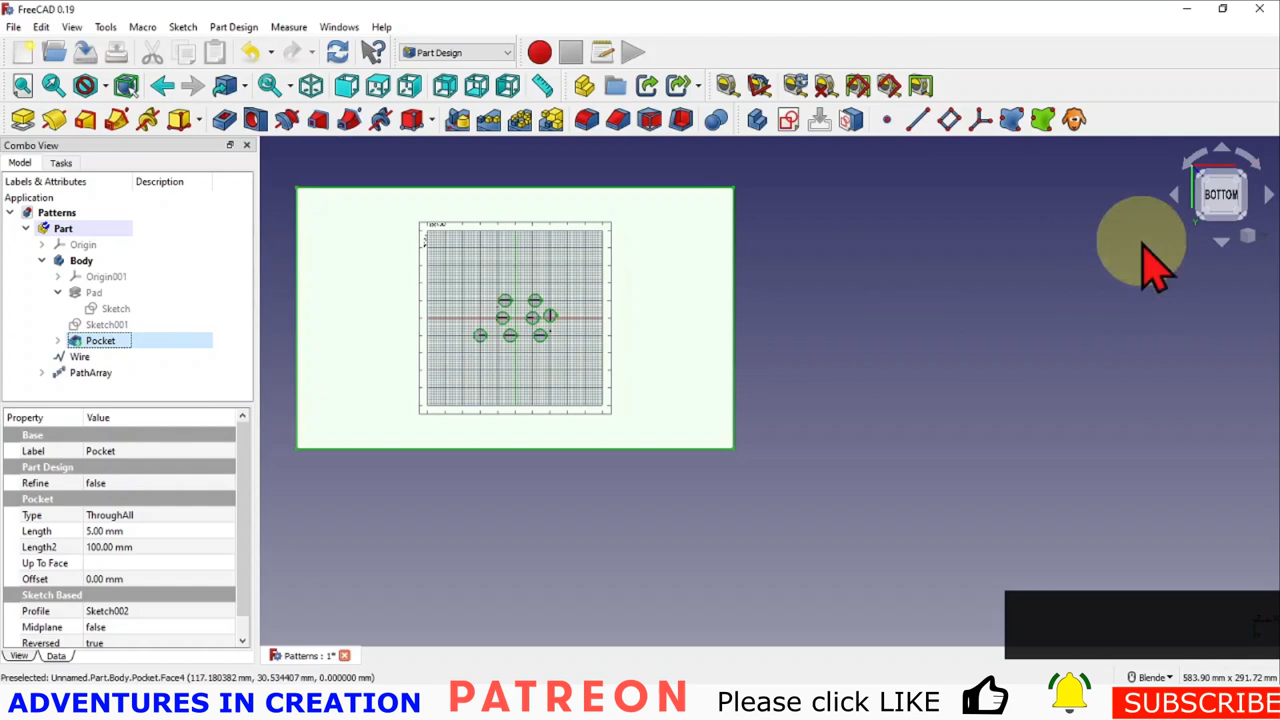 FreeCAD 0.19
File Edit View Tools Macro Sketch Part Design Measure Windows Help
Part Design
Combo View
Model Tasks
Labels & Attributes Description
Application
Patterns
Part
Origin
Body
Origin001
Pad
Sketch
Sketch001
Pocket
Wire
PathArray
BOTTOM
Property Value
Base
Label Pocket
Part Design
Refine false
Pocket
Type ThroughAll
Length 5.00 mm
Length2 100.00 mm
Up To Face
Offset 0.00 mm
Sketch Based
Profile Sketch002
Midplane false
Reversed true
View Data
Patterns : 1*
Preselected: Unnamed.Part.Body.Pocket.Face4 (117.180382 mm, 30.534407 mm, 0.000000 mm)
Blende 583.90 mm x 291.72 mm
ADVENTURES IN CREATION PATREON Please click LIKE SUBSCRIBE